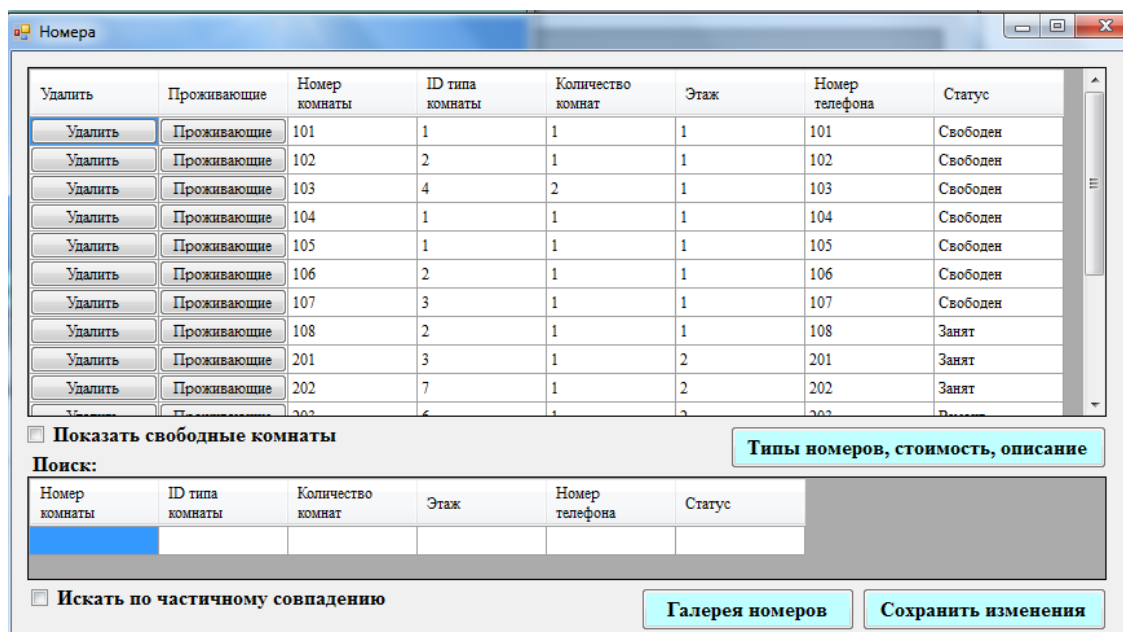 Номера
Удалить Проживающие Номер комнаты ID типа комнаты Количество комнат Этаж Номер телефона Статус
Удалить Проживающие 101 1 1 1 101 Свободен
Удалить Проживающие 102 2 1 1 102 Свободен
Удалить Проживающие 103 4 2 1 103 Свободен
Удалить Проживающие 104 1 1 1 104 Свободен
Удалить Проживающие 105 1 1 1 105 Свободен
Удалить Проживающие 106 2 1 1 106 Свободен
Удалить Проживающие 107 3 1 1 107 Свободен
Удалить Проживающие 108 2 1 1 108 Занят
Удалить Проживающие 201 3 1 2 201 Занят
Удалить Проживающие 202 7 1 2 202 Занят
Показать свободные комнаты
Типы номеров, стоимость, описание
Поиск:
Номер комнаты ID типа комнаты Количество комнат Этаж Номер телефона Статус
Искать по частичному совпадению
Галерея номеров Сохранить изменения